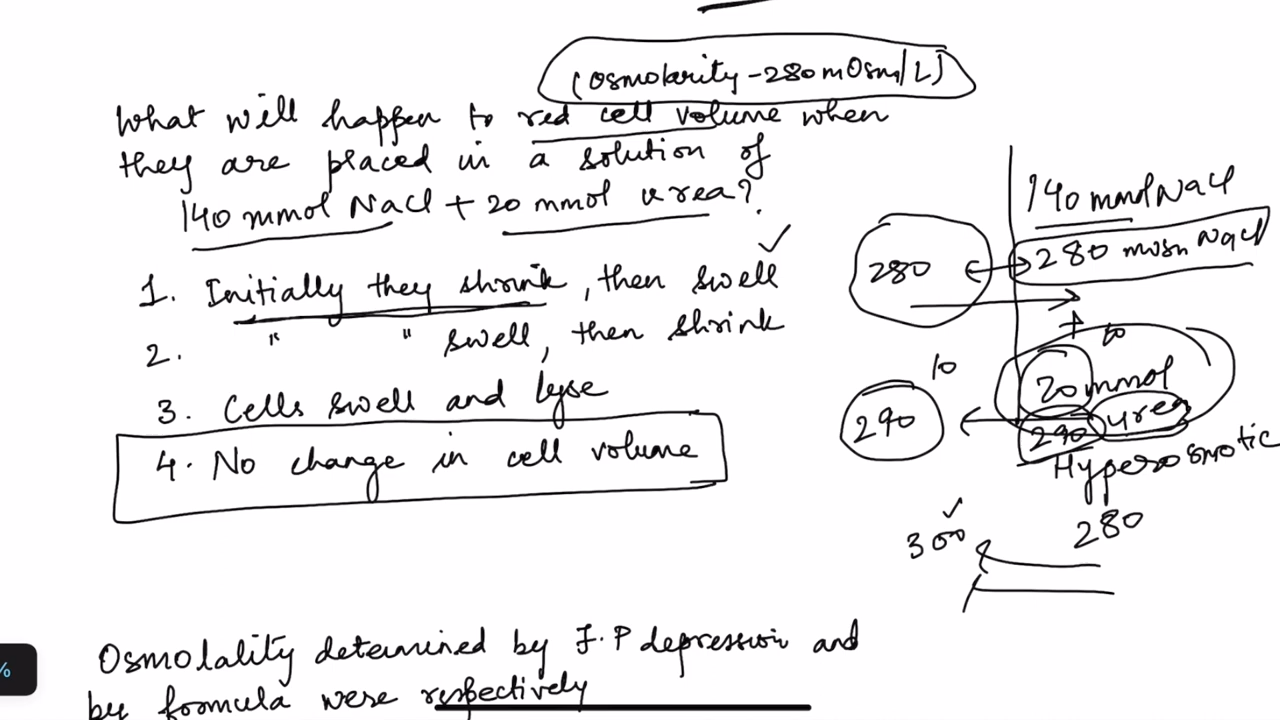 (Osmolarity - 280 mOsm/L)
What will happen to red cell volume when
they are placed in a solution of
140 mmol NaCl + 20 mmol urea?
1. Initially they shrink, then swell ✓
2. " " swell, then shrink
3. Cells swell and lyse
4. No change in cell volume
140 mmol NaCl
280 280 mosn NaCl
+
10
10
20 mmol
290 290 urea
Hyperosmotic
✓
300 280
Osmolality determined by F.P depression and
by formula were respectively
%